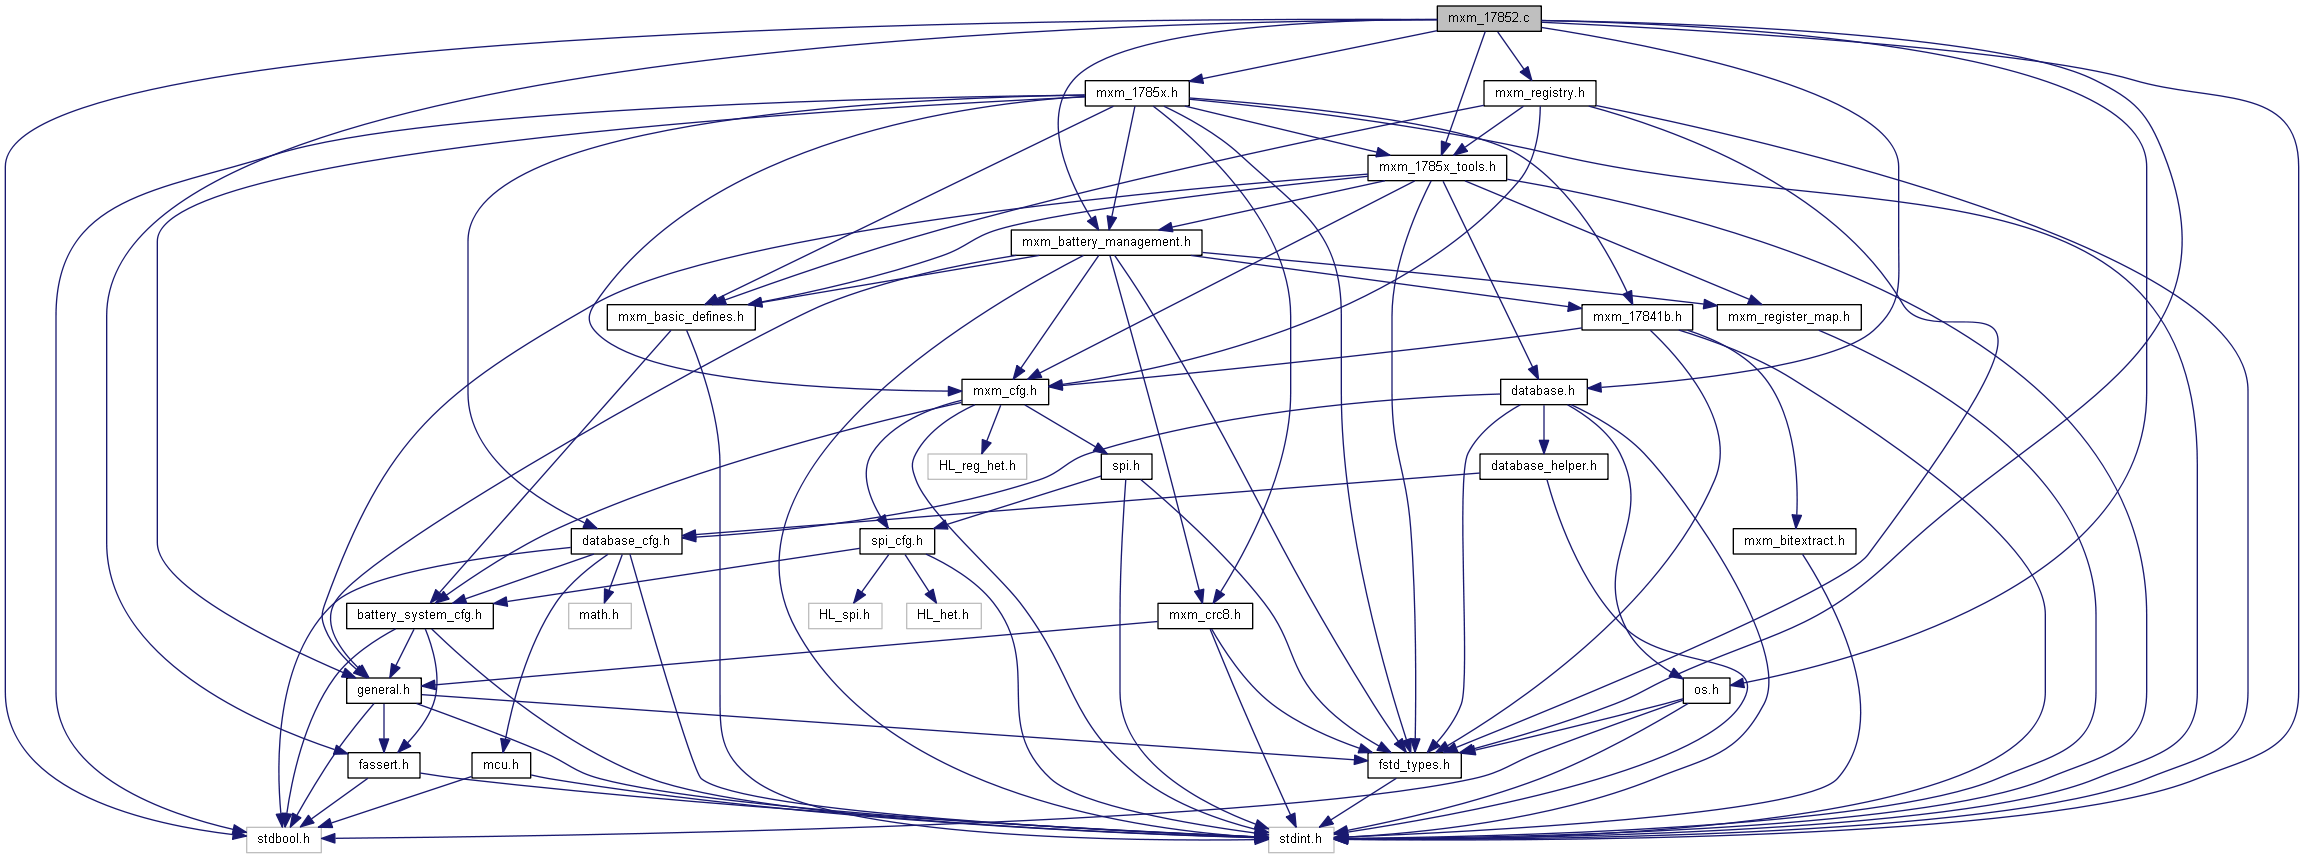 mxm_17852.c
mxm_1785x.h
mxm_registry.h
mxm_1785x_tools.h
mxm_battery_management.h
mxm_basic_defines.h
mxm_17841b.h
mxm_register_map.h
mxm_cfg.h
database.h
HL_reg_het.h
spi.h
database_helper.h
database_cfg.h
spi_cfg.h
mxm_bitextract.h
battery_system_cfg.h
math.h
HL_spi.h
HL_het.h
mxm_crc8.h
general.h
os.h
fassert.h
mcu.h
fstd_types.h
stdbool.h
stdint.h